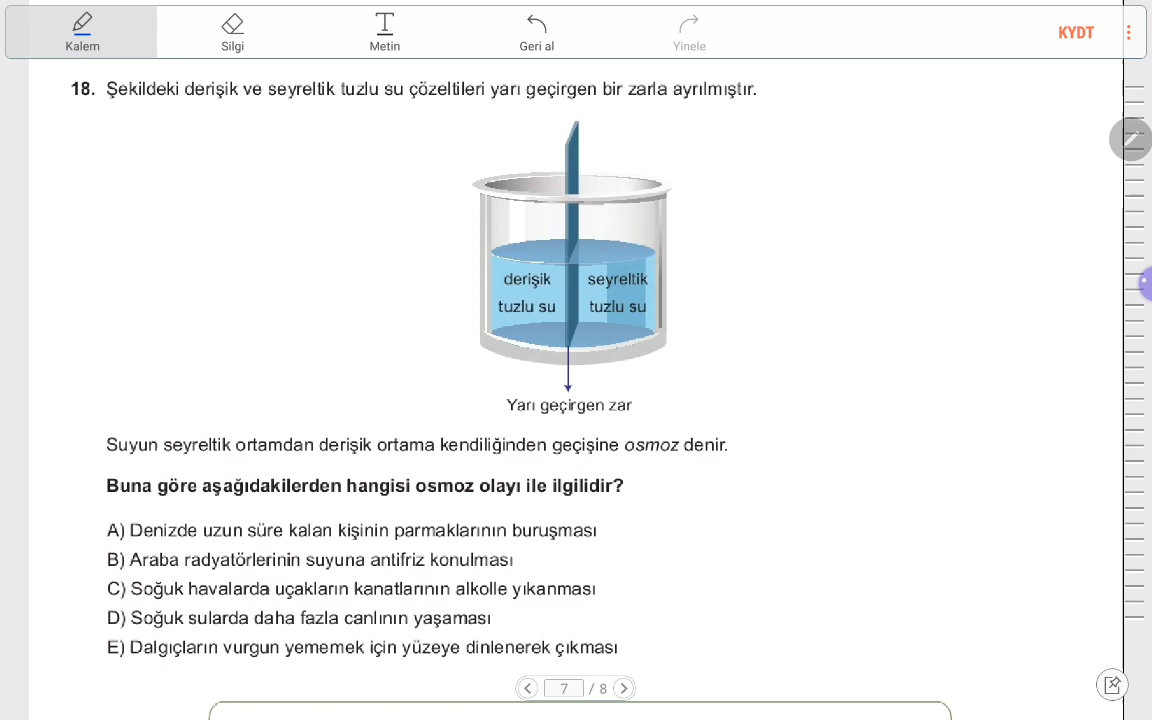 Kalem Silgi Metin Geri al Yinele KYDT
18. Şekildeki derişik ve seyreltik tuzlu su çözeltileri yarı geçirgen bir zarla ayrılmıştır.
derişik seyreltik
tuzlu su tuzlu su
Yarı geçirgen zar
Suyun seyreltik ortamdan derişik ortama kendiliğinden geçişine osmoz denir.
Buna göre aşağıdakilerden hangisi osmoz olayı ile ilgilidir?
A) Denizde uzun süre kalan kişinin parmaklarının buruşması
B) Araba radyatörlerinin suyuna antifriz konulması
C) Soğuk havalarda uçakların kanatlarının alkolle yıkanması
D) Soğuk sularda daha fazla canlının yaşaması
E) Dalgıçların vurgun yememek için yüzeye dinlenerek çıkması
7 / 8